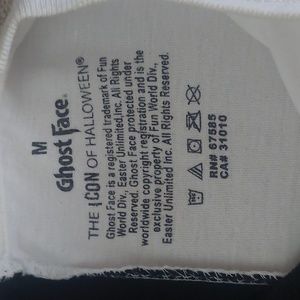 M
Ghost Face®
THE ICON OF HALLOWEEN®
Ghost Face is a registered trademark of Fun
World Div., Easter Unlimited,Inc. All Rights
Reserved. Ghost Face protected under
worldwide copyright registration and is the
exclusive property of Fun World Div.,
Easter Unlimited Inc. All Rights Reserved.
RN# 67585
CA# 31010